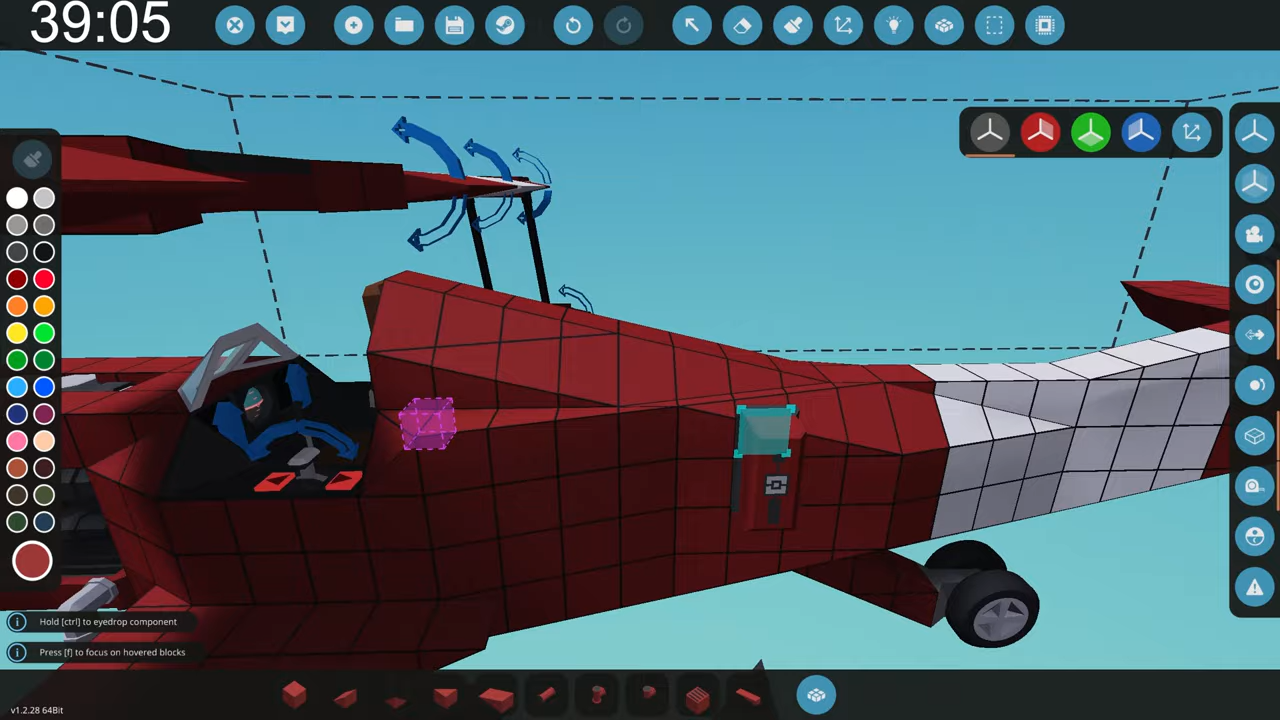 39:05
Hold [ctrl] to eyedrop component
Press [f] to focus on hovered blocks
v1.2.28 64Bit